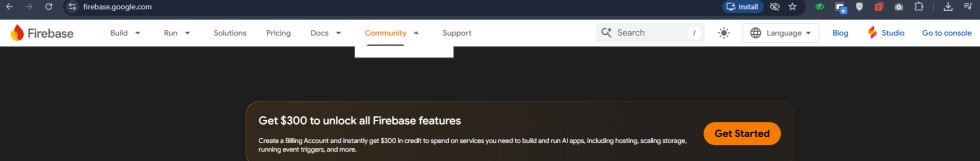 firebase.google.com
Install
Firebase
Build
Run
Solutions
Pricing
Docs
Community
Support
Search
/
Language
Blog
Studio
Go to console
Get $300 to unlock all Firebase features
Create a Billing Account and instantly get $300 in credit to spend on services you need to build and run AI apps, including hosting, scaling storage,
running event triggers, and more.
Get Started